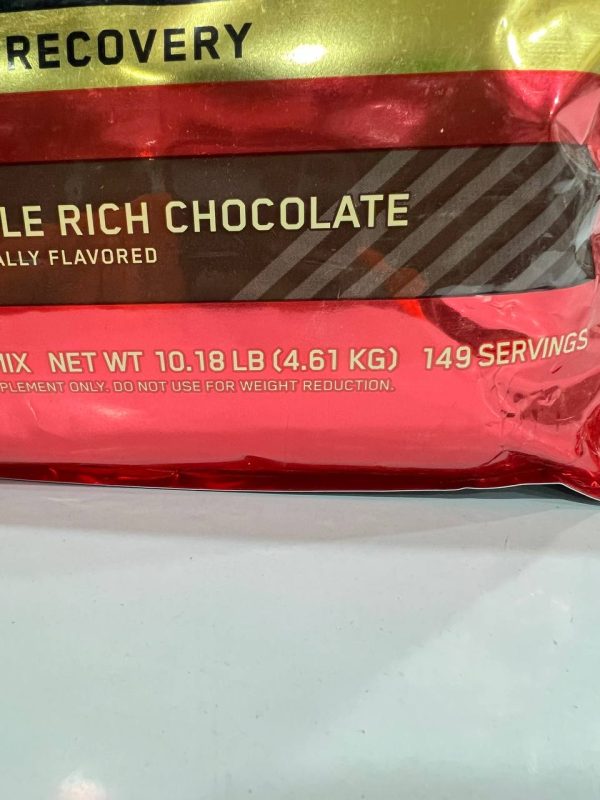 RECOVERY
LE RICH CHOCOLATE
ALLY FLAVORED
MIX NET WT 10.18 LB (4.61 KG) 149 SERVINGS
PLEMENT ONLY. DO NOT USE FOR WEIGHT REDUCTION.